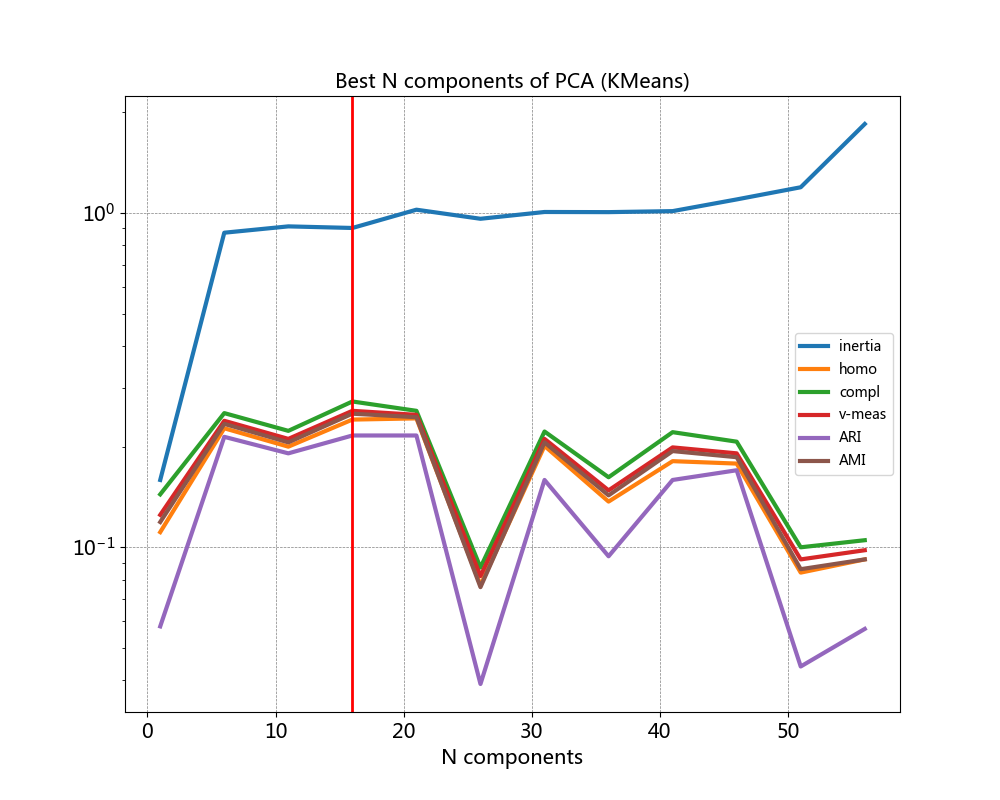 Best N components of PCA (KMeans)
10⁰
10⁻¹
inertia
homo
compl
v-meas
ARI
AMI
0 10 20 30 40 50
N components